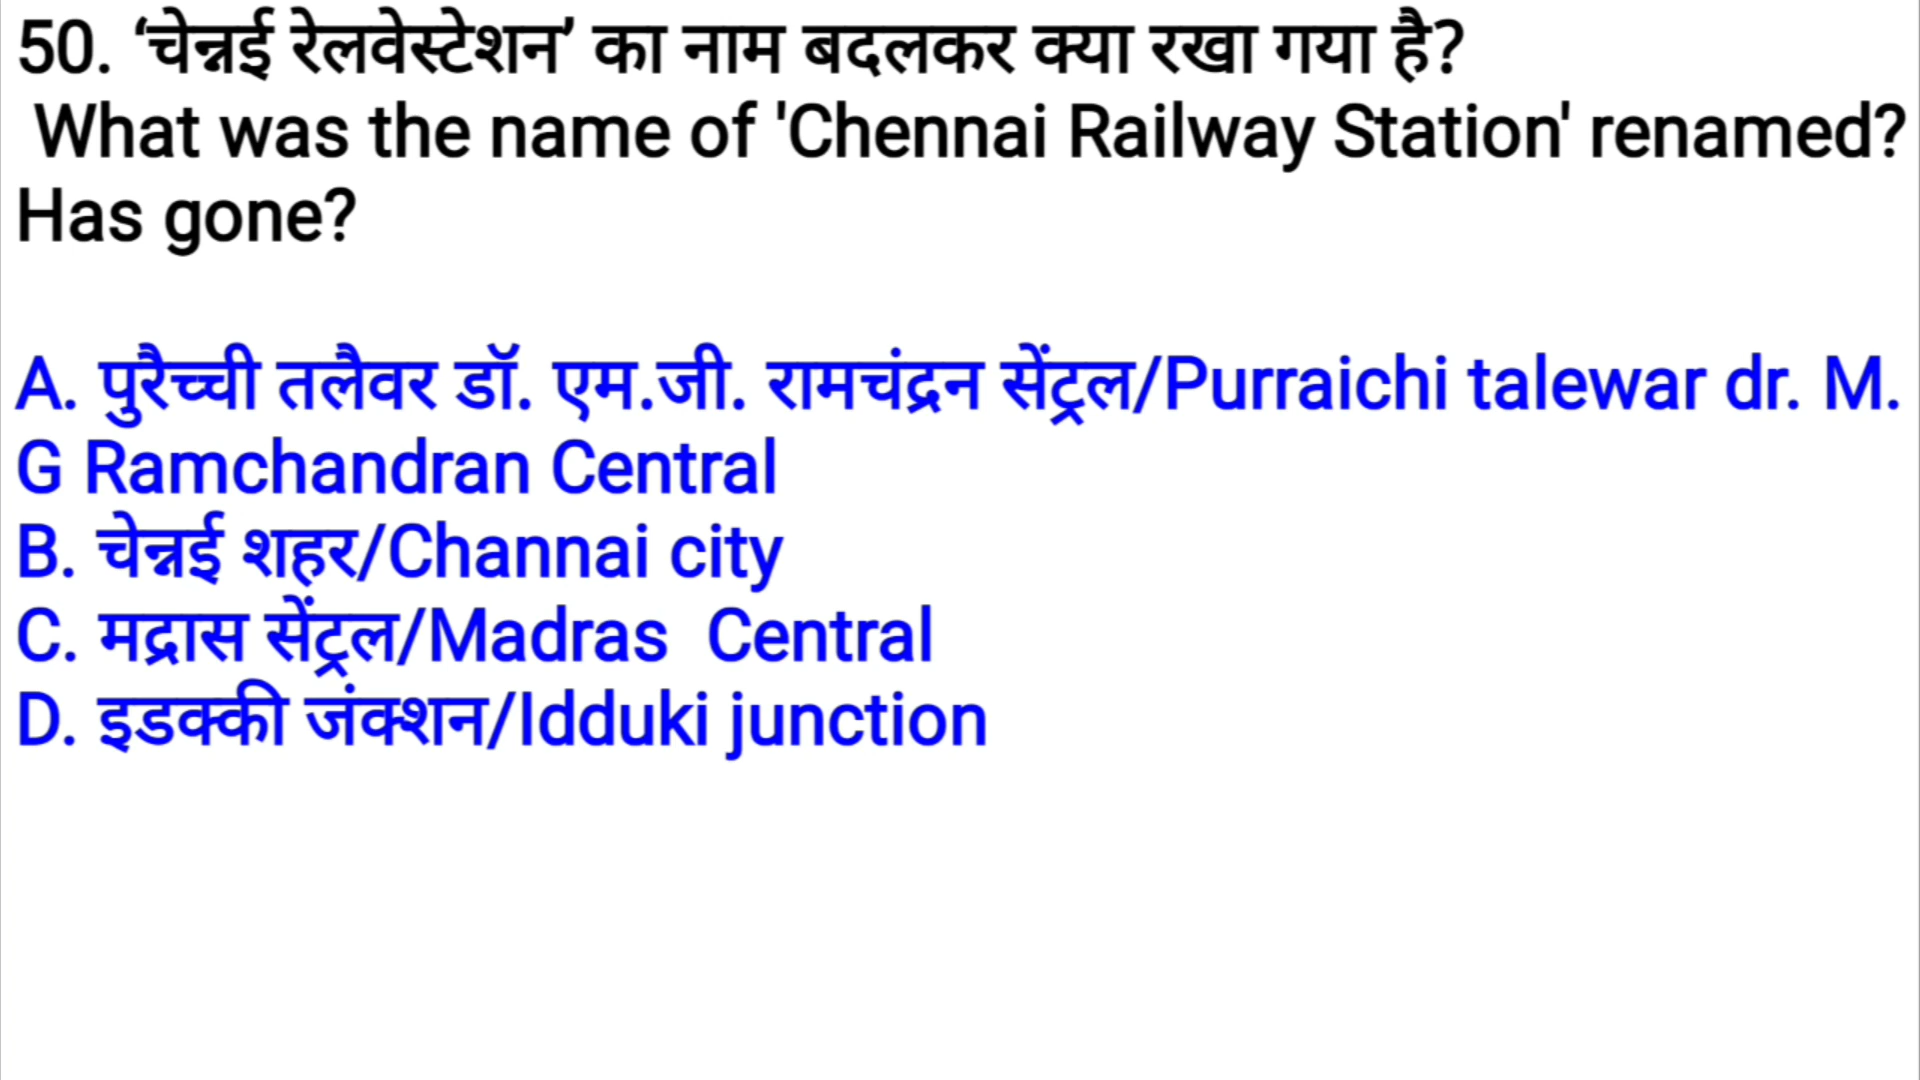 50. ‘चेन्नई रेलवेस्टेशन’ का नाम बदलकर क्या रखा गया है?
What was the name of 'Chennai Railway Station' renamed?
Has gone?
A. पुरैच्ची तलैवर डॉ. एम.जी. रामचंद्रन सेंट्रल/Purraichi talewar dr. M.
G Ramchandran Central
B. चेन्नई शहर/Channai city
C. मद्रास सेंट्रल/Madras  Central
D. इडक्की जंक्शन/Idduki junction